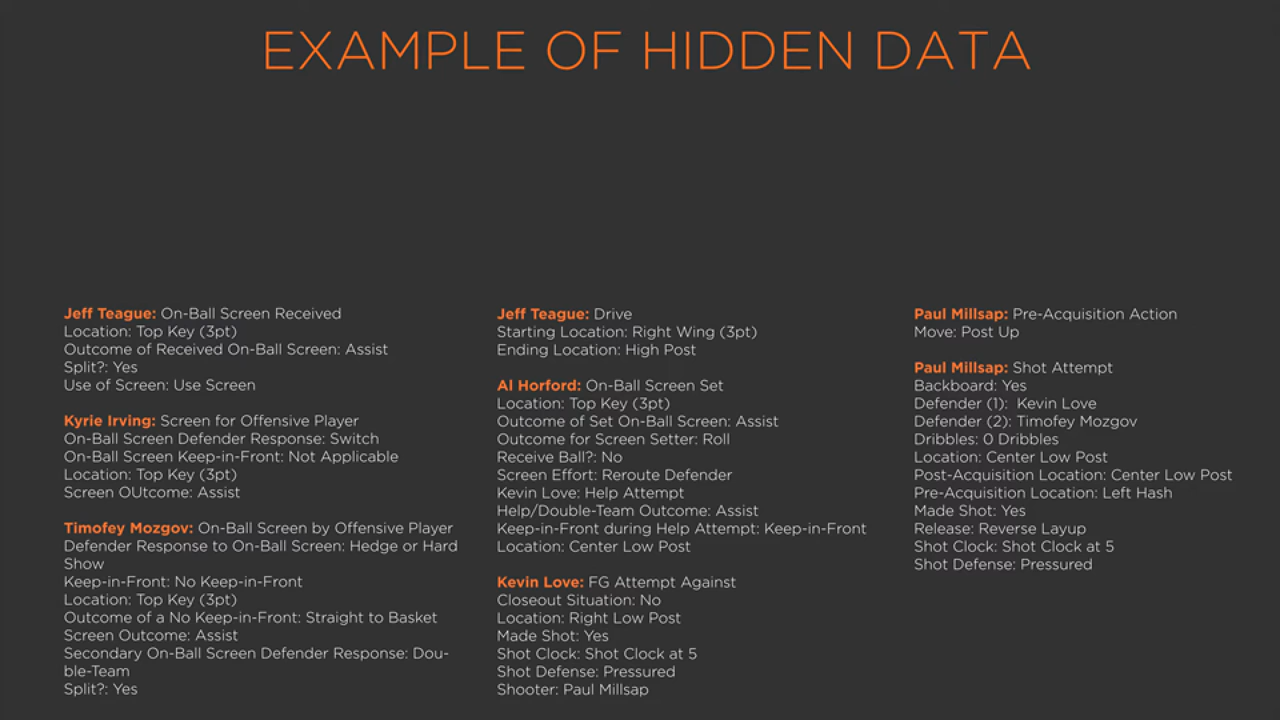 EXAMPLE OF HIDDEN DATA
Jeff Teague: On-Ball Screen Received
Location: Top Key (3pt)
Outcome of Received On-Ball Screen: Assist
Split?: Yes
Use of Screen: Use Screen
Kyrie Irving: Screen for Offensive Player
On-Ball Screen Defender Response: Switch
On-Ball Screen Keep-in-Front: Not Applicable
Location: Top Key (3pt)
Screen OUtcome: Assist
Timofey Mozgov: On-Ball Screen by Offensive Player
Defender Response to On-Ball Screen: Hedge or Hard
Show
Keep-in-Front: No Keep-in-Front
Location: Top Key (3pt)
Outcome of a No Keep-in-Front: Straight to Basket
Screen Outcome: Assist
Secondary On-Ball Screen Defender Response: Dou-
ble-Team
Split?: Yes
Jeff Teague: Drive
Starting Location: Right Wing (3pt)
Ending Location: High Post
Al Horford: On-Ball Screen Set
Location: Top Key (3pt)
Outcome of Set On-Ball Screen: Assist
Outcome for Screen Setter: Roll
Receive Ball?: No
Screen Effort: Reroute Defender
Kevin Love: Help Attempt
Help/Double-Team Outcome: Assist
Keep-in-Front during Help Attempt: Keep-in-Front
Location: Center Low Post
Kevin Love: FG Attempt Against
Closeout Situation: No
Location: Right Low Post
Made Shot: Yes
Shot Clock: Shot Clock at 5
Shot Defense: Pressured
Shooter: Paul Millsap
Paul Millsap: Pre-Acquisition Action
Move: Post Up
Paul Millsap: Shot Attempt
Backboard: Yes
Defender (1): Kevin Love
Defender (2): Timofey Mozgov
Dribbles: 0 Dribbles
Location: Center Low Post
Post-Acquisition Location: Center Low Post
Pre-Acquisition Location: Left Hash
Made Shot: Yes
Release: Reverse Layup
Shot Clock: Shot Clock at 5
Shot Defense: Pressured